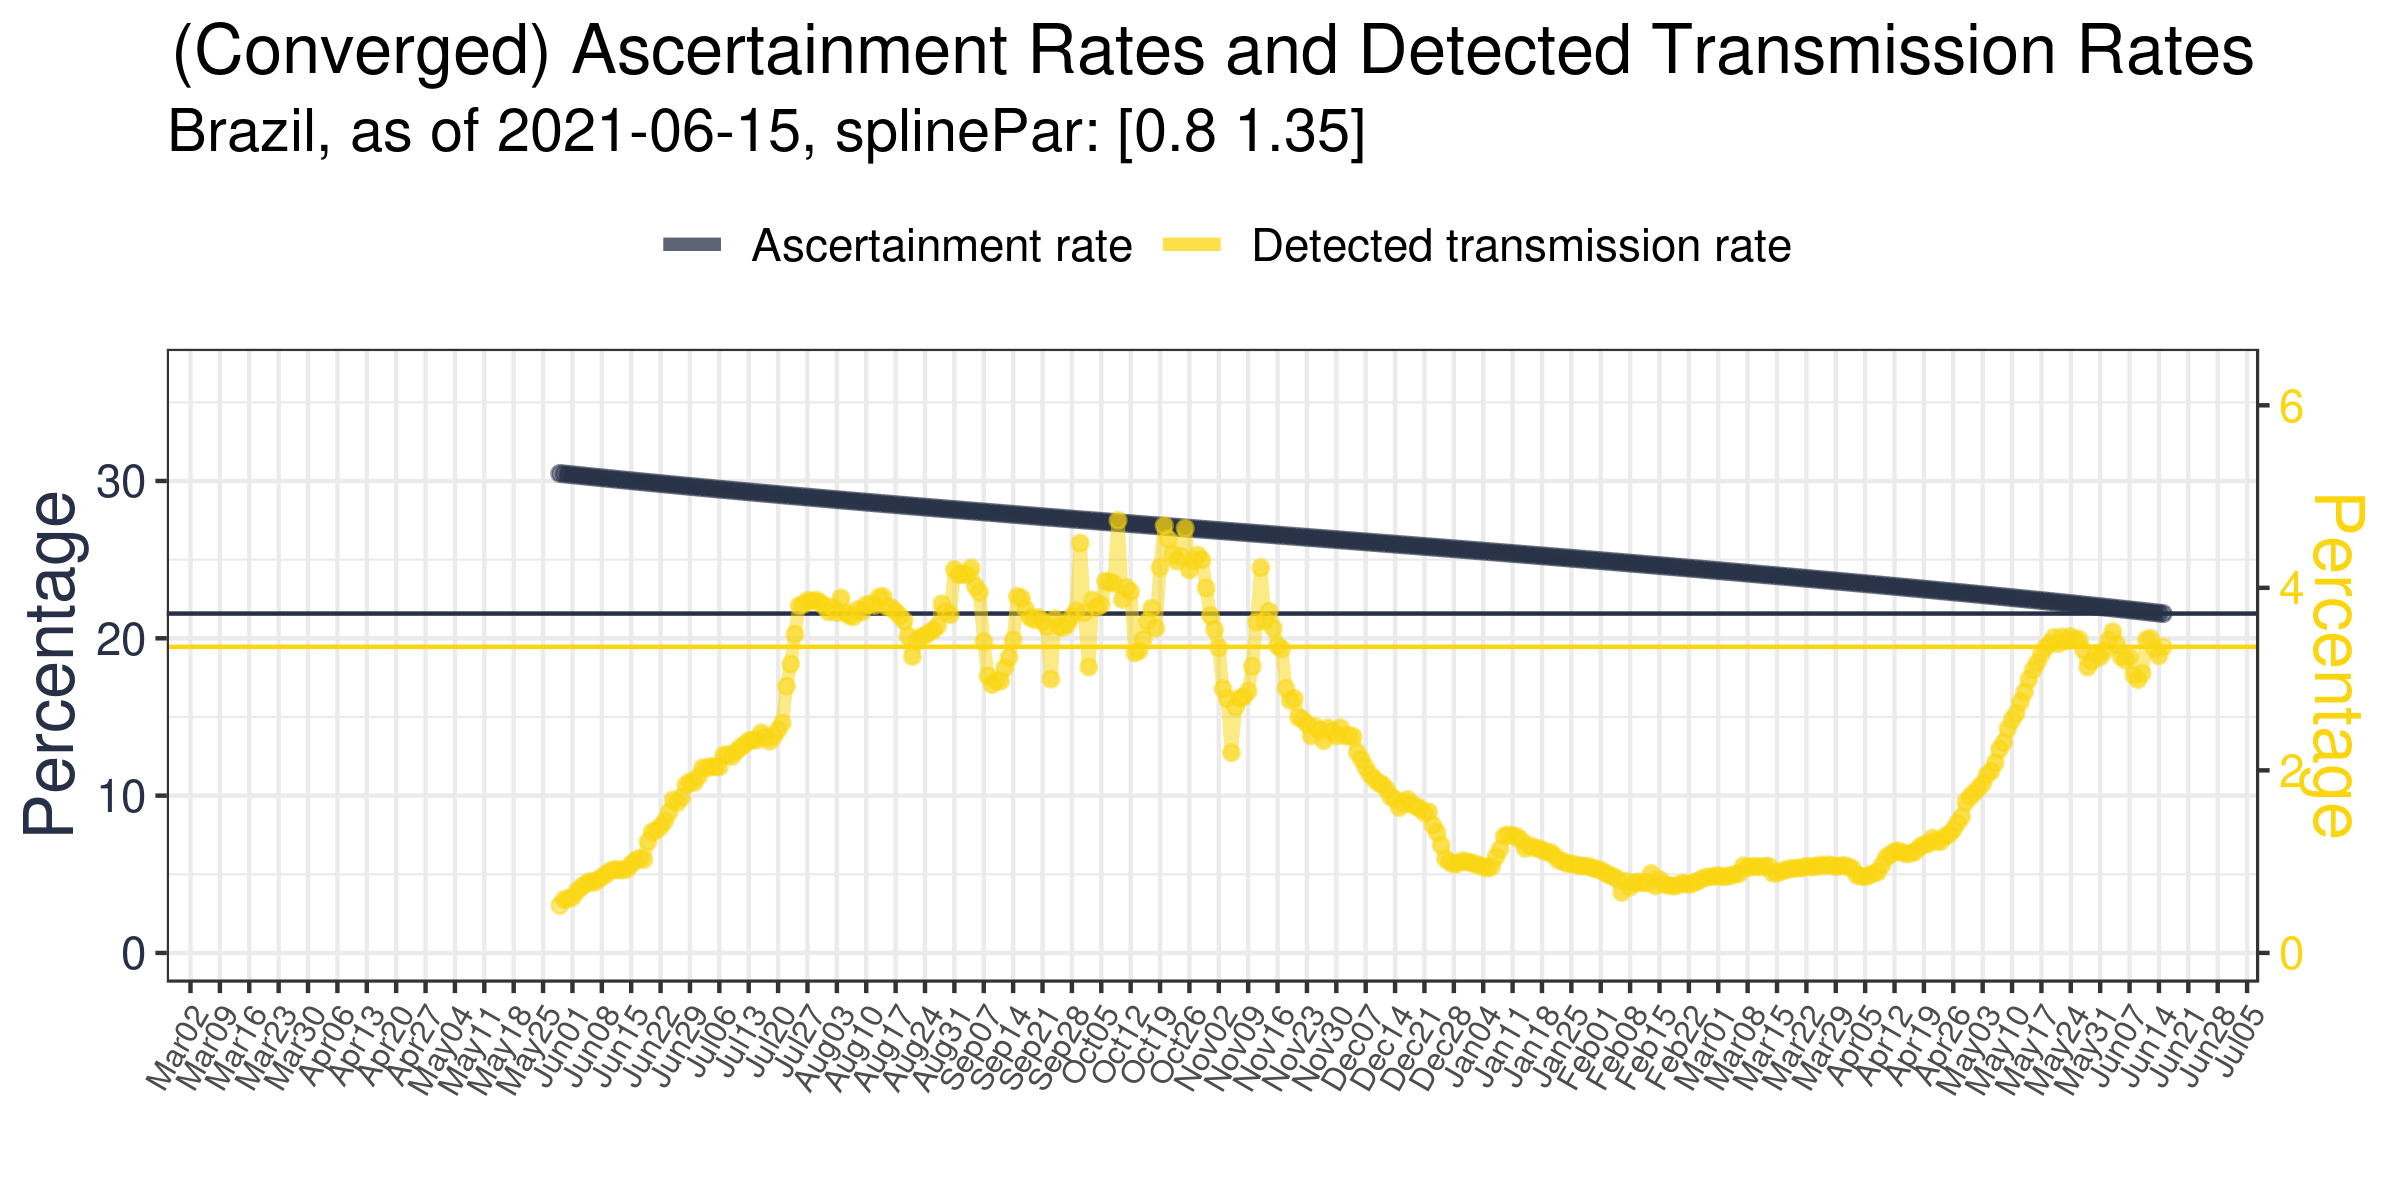 (Converged) Ascertainment Rates and Detected Transmission Rates
Brazil, as of 2021-06-15, splinePar: [0.8 1.35]
Ascertainment rate
Detected transmission rate
Percentage
30
20
10
0
6
4
2
0
Percentage
Mar02
Mar09
Mar16
Mar23
Mar30
Apr06
Apr13
Apr20
Apr27
May04
May11
May18
May25
Jun01
Jun08
Jun15
Jun22
Jun29
Jul06
Jul13
Jul20
Jul27
Aug03
Aug10
Aug17
Aug24
Aug31
Sep07
Sep14
Sep21
Sep28
Oct05
Oct12
Oct19
Oct26
Nov02
Nov09
Nov16
Nov23
Nov30
Dec07
Dec14
Dec21
Dec28
Jan04
Jan11
Jan18
Jan25
Feb01
Feb08
Feb15
Feb22
Mar01
Mar08
Mar15
Mar22
Mar29
Apr05
Apr12
Apr19
Apr26
May03
May10
May17
May24
May31
Jun07
Jun14
Jun21
Jun28
Jul05